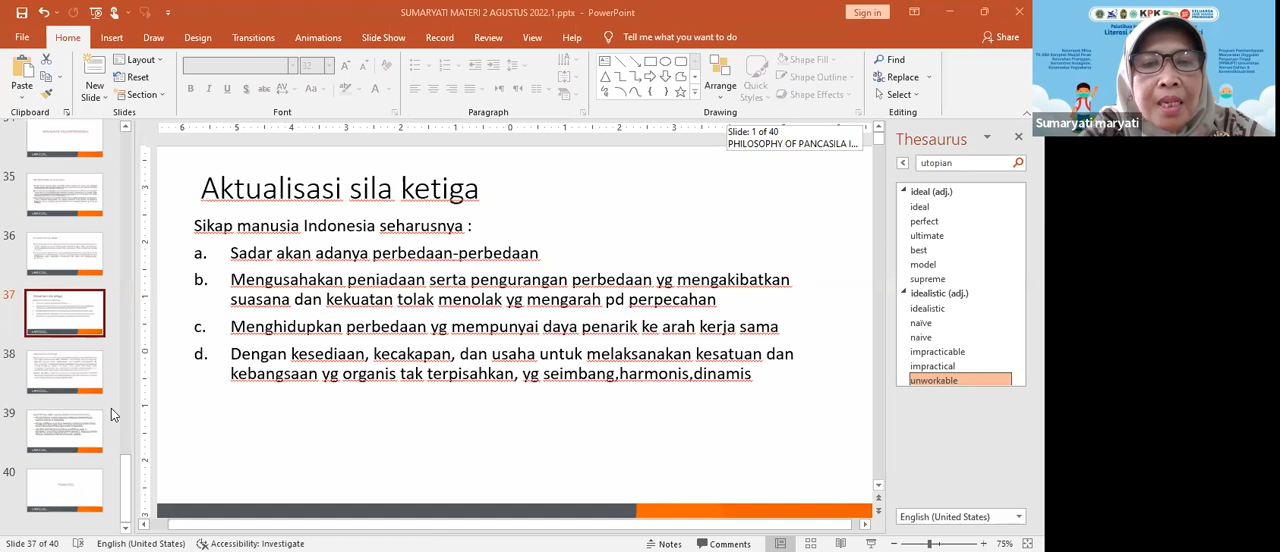 SUMARYATI MATERI 2 AGUSTUS 2022.1.pptx - PowerPoint
Sign in
File Home Insert Draw Design Transitions Animations Slide Show Record Review View Help Tell me what you want to do Share
Paste
Clipboard
New
Slide
Layout
Reset
Section
Slides
32
B I U S
Font
Paragraph
Arrange
Quick
Styles
Shape Fill
Shape Outline
Shape Effects
Drawing
Find
Replace
Select
Editing
KPK
Sumaryati maryati
Slide: 1 of 40
PHILOSOPHY OF PANCASILA I...
35
36
37
38
39
40
Aktualisasi sila ketiga
Sikap manusia Indonesia seharusnya :
a. Sadar akan adanya perbedaan-perbedaan
b. Mengusahakan peniadaan serta pengurangan perbedaan yg mengakibatkan
suasana dan kekuatan tolak menolak yg mengarah pd perpecahan
c. Menghidupkan perbedaan yg mempunyai daya penarik ke arah kerja sama
d. Dengan kesediaan, kecakapan, dan usaha untuk melaksanakan kesatuan dan
kebangsaan yg organis tak terpisahkan, yg seimbang,harmonis,dinamis
Thesaurus
utopian
ideal (adj.)
ideal
perfect
ultimate
best
model
supreme
idealistic (adj.)
idealistic
naïve
naive
impracticable
impractical
unworkable
English (United States)
Slide 37 of 40 English (United States) Accessibility: Investigate Notes Comments 75%